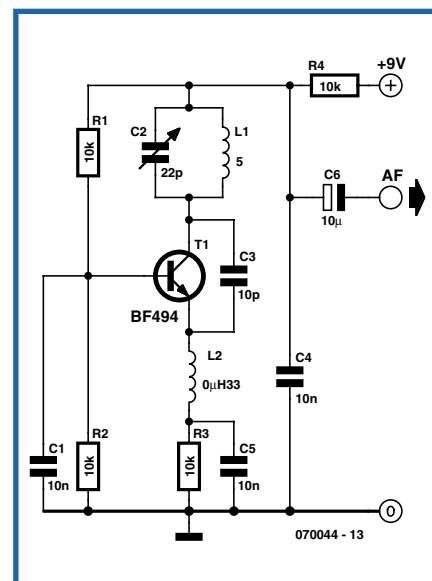 R4
+9V
10k
R1
10k
C2
22p
L1
5
C6
10µ
AF
T1
C3
10p
BF494
L2
0µH33
C4
10n
C1
10n
R2
10k
R3
10k
C5
10n
0
070044 - 13